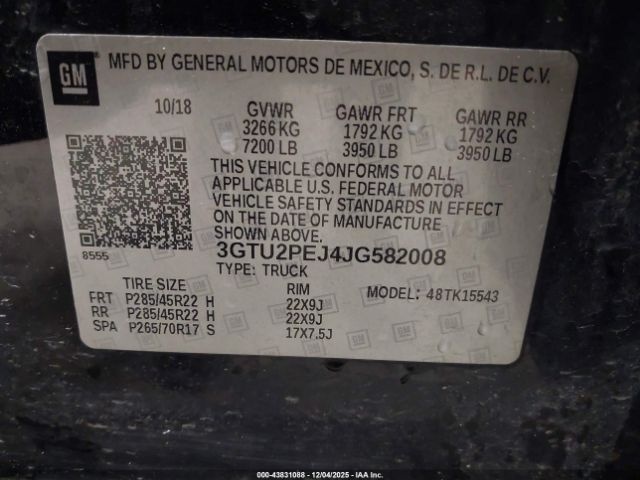 GM MFD BY GENERAL MOTORS DE MEXICO, S. DE R.L. DE C.V.
10/18 GVWR GAWR FRT GAWR RR
3266 KG 1792 KG 1792 KG
7200 LB 3950 LB 3950 LB
THIS VEHICLE CONFORMS TO ALL
APPLICABLE U.S. FEDERAL MOTOR
VEHICLE SAFETY STANDARDS IN EFFECT
ON THE DATE OF MANUFACTURE
SHOWN ABOVE.
8555 3GTU2PEJ4JG582008
TYPE: TRUCK
TIRE SIZE RIM MODEL: 48TK15543
FRT P285/45R22 H 22X9J
RR P285/45R22 H 22X9J
SPA P265/70R17 S 17X7.5J
000-43831088 - 12/04/2025 - IAA Inc.